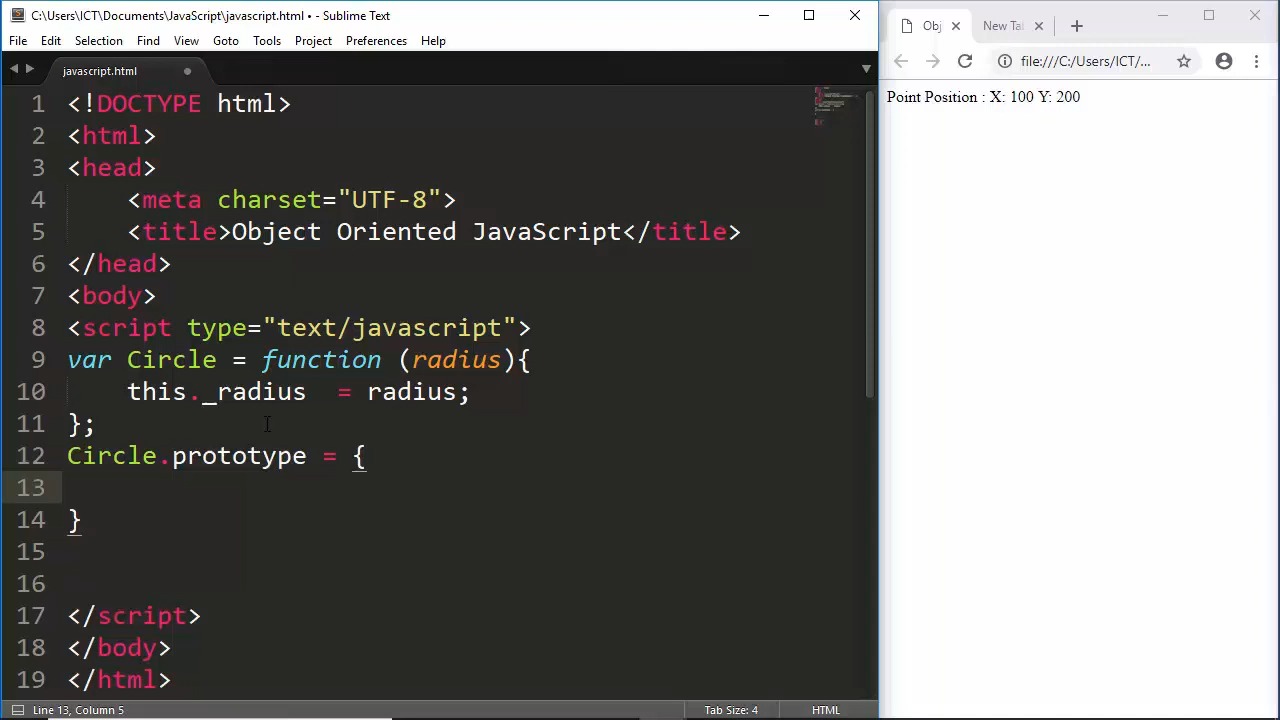 C:\Users\ICT\Documents\JavaScript\javascript.html • - Sublime Text
File Edit Selection Find View Goto Tools Project Preferences Help
javascript.html
1 <!DOCTYPE html>
2 <html>
3 <head>
4 <meta charset="UTF-8">
5 <title>Object Oriented JavaScript</title>
6 </head>
7 <body>
8 <script type="text/javascript">
9 var Circle = function (radius){
10 this._radius  = radius;
11 };
12 Circle.prototype = {
13
14 }
15
16
17 </script>
18 </body>
19 </html>
Line 13, Column 5
Tab Size: 4
HTML
Obj
New Tal
file:///C:/Users/ICT/...
Point Position : X: 100 Y: 200